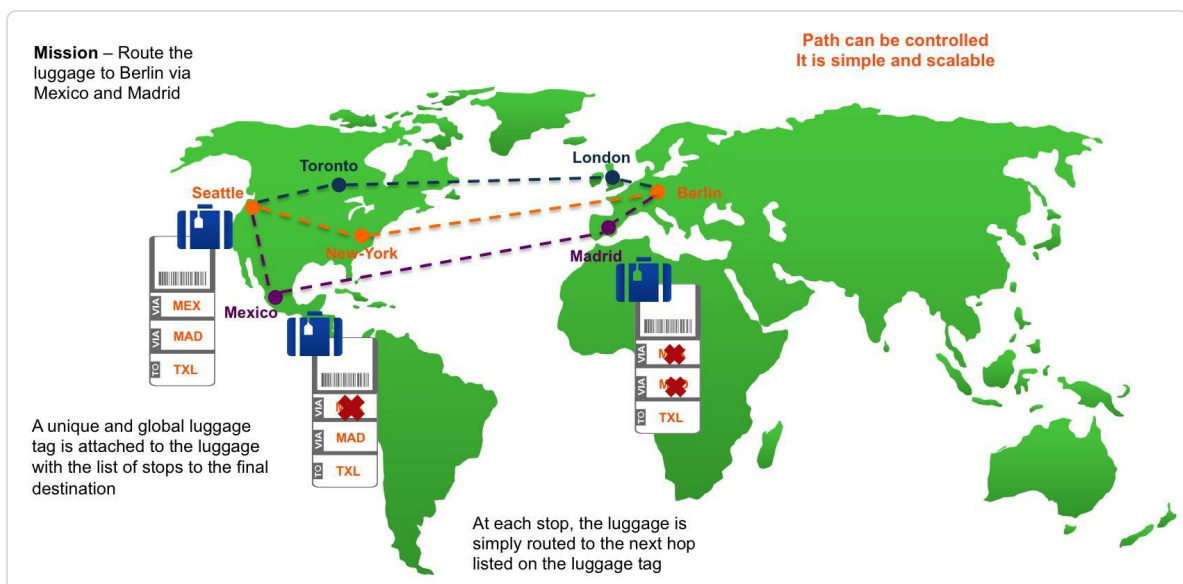 Mission – Route the
luggage to Berlin via
Mexico and Madrid
Path can be controlled
It is simple and scalable
Toronto
London
Seattle
Berlin
New-York
Madrid
Mexico
VIA MEX
VIA MAD
TO TXL
VIA
VIA MAD
TO TXL
VIA
VIA
TO TXL
A unique and global luggage
tag is attached to the luggage
with the list of stops to the final
destination
At each stop, the luggage is
simply routed to the next hop
listed on the luggage tag